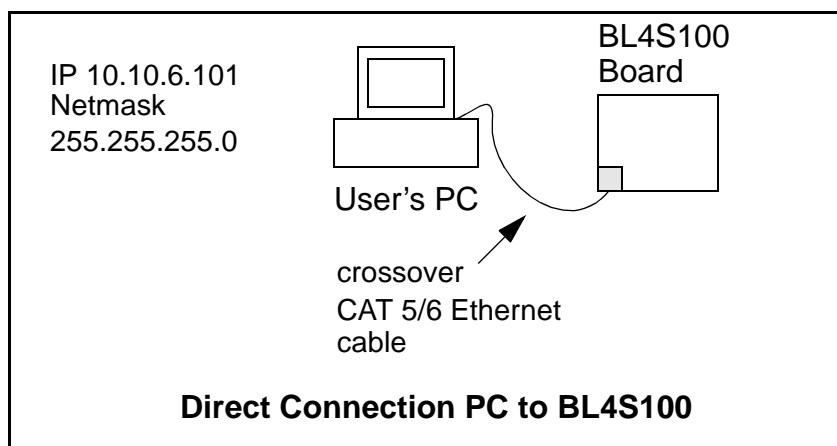 IP 10.10.6.101
Netmask
255.255.255.0
BL4S100
Board
User’s PC
crossover
CAT 5/6 Ethernet
cable
Direct Connection PC to BL4S100